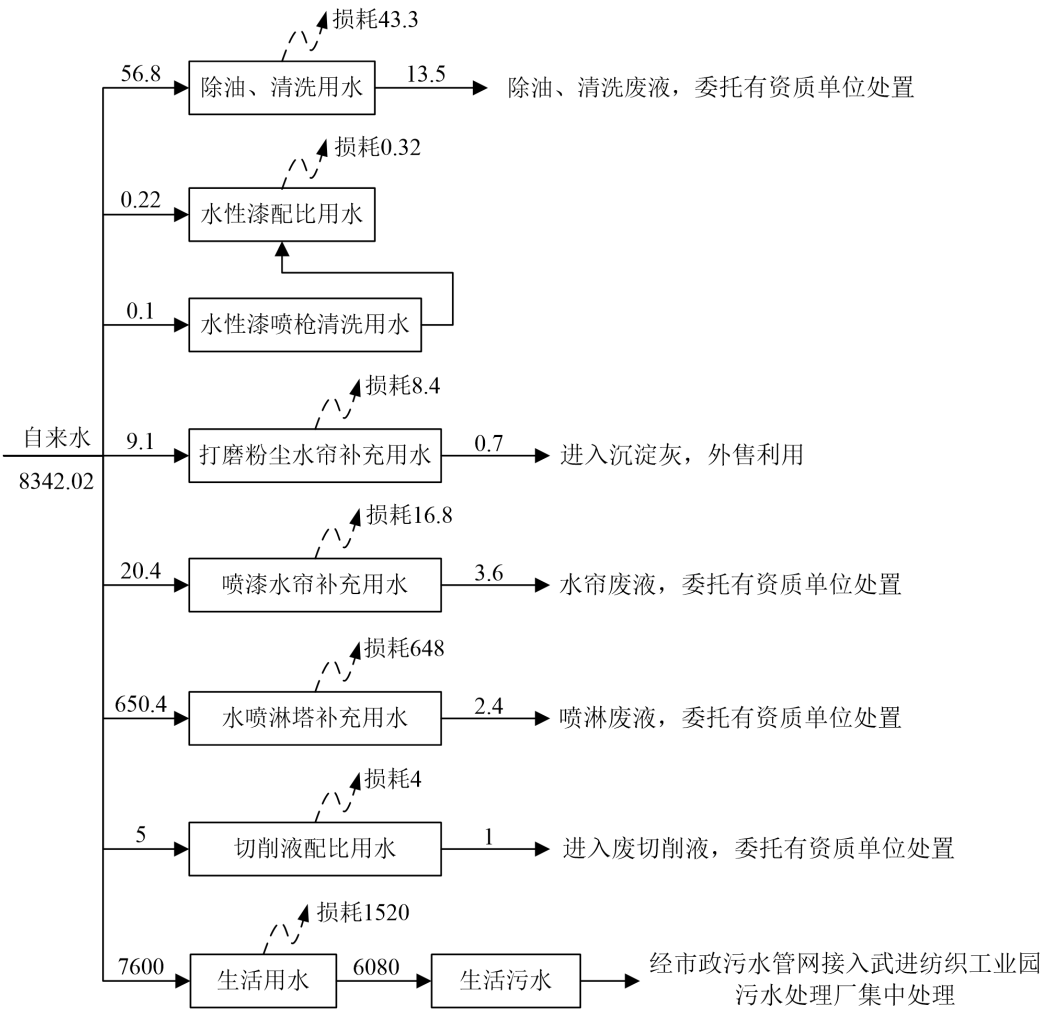 损耗43.3
56.8
除油、清洗用水
13.5
除油、清洗废液，委托有资质单位处置
损耗0.32
0.22
水性漆配比用水
0.1
水性漆喷枪清洗用水
损耗8.4
自来水
8342.02
9.1
打磨粉尘水帘补充用水
0.7
进入沉淀灰，外售利用
损耗16.8
20.4
喷漆水帘补充用水
3.6
水帘废液，委托有资质单位处置
损耗648
650.4
水喷淋塔补充用水
2.4
喷淋废液，委托有资质单位处置
损耗4
5
切削液配比用水
1
进入废切削液，委托有资质单位处置
损耗1520
7600
生活用水
6080
生活污水
经市政污水管网接入武进纺织工业园
污水处理厂集中处理